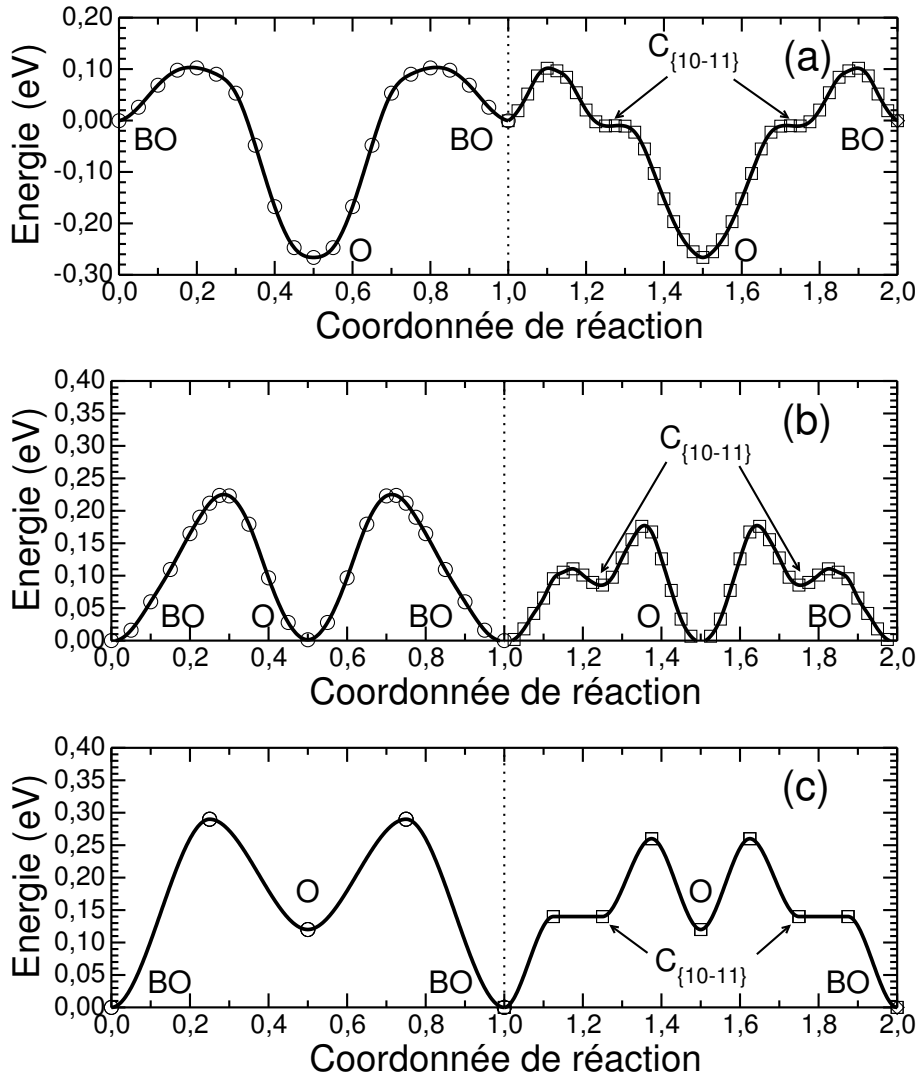 0,20
0,10
0,00
-0,10
-0,20
-0,30
Energie (eV)
(a)
C{10-11}
BO
BO
BO
O
O
0,0 0,2 0,4 0,6 0,8 1,0 1,2 1,4 1,6 1,8 2,0
Coordonnée de réaction
0,40
0,35
0,30
0,25
0,20
0,15
0,10
0,05
0,00
Energie (eV)
(b)
C{10-11}
BO
O
BO
O
BO
0,0 0,2 0,4 0,6 0,8 1,0 1,2 1,4 1,6 1,8 2,0
Coordonnée de réaction
0,40
0,35
0,30
0,25
0,20
0,15
0,10
0,05
0,00
Energie (eV)
(c)
O
O
C{10-11}
BO
BO
BO
0,0 0,2 0,4 0,6 0,8 1,0 1,2 1,4 1,6 1,8 2,0
Coordonnée de réaction